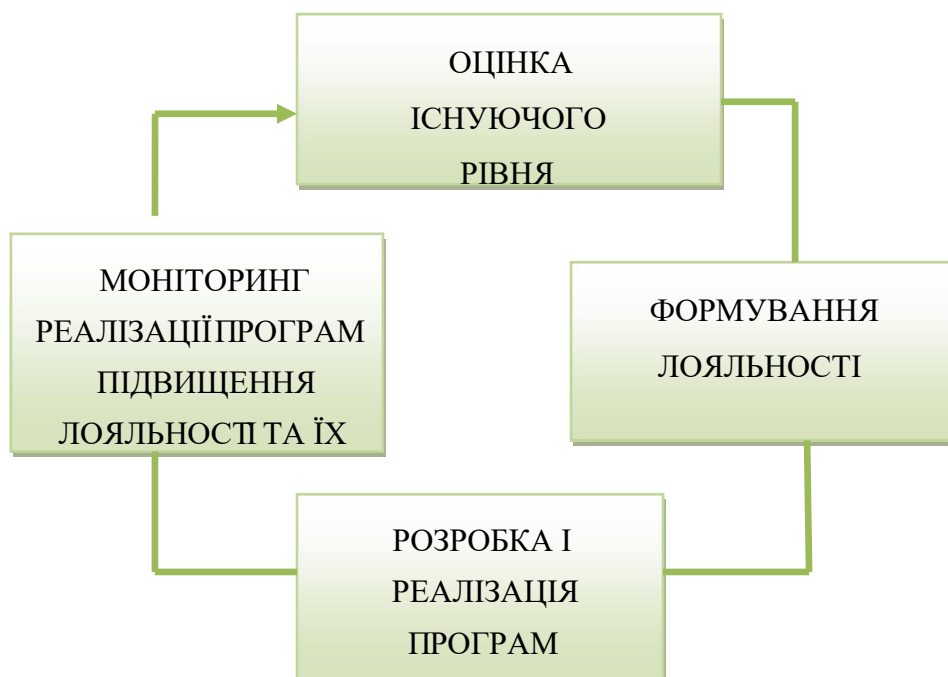 ОЦІНКА
ІСНУЮЧОГО
РІВНЯ
МОНІТОРИНГ
РЕАЛІЗАЦІЇ ПРОГРАМ
ПІДВИЩЕННЯ
ЛОЯЛЬНОСТІ ТА ЇХ
ФОРМУВАННЯ
ЛОЯЛЬНОСТІ
РОЗРОБКА І
РЕАЛІЗАЦІЯ
ПРОГРАМ